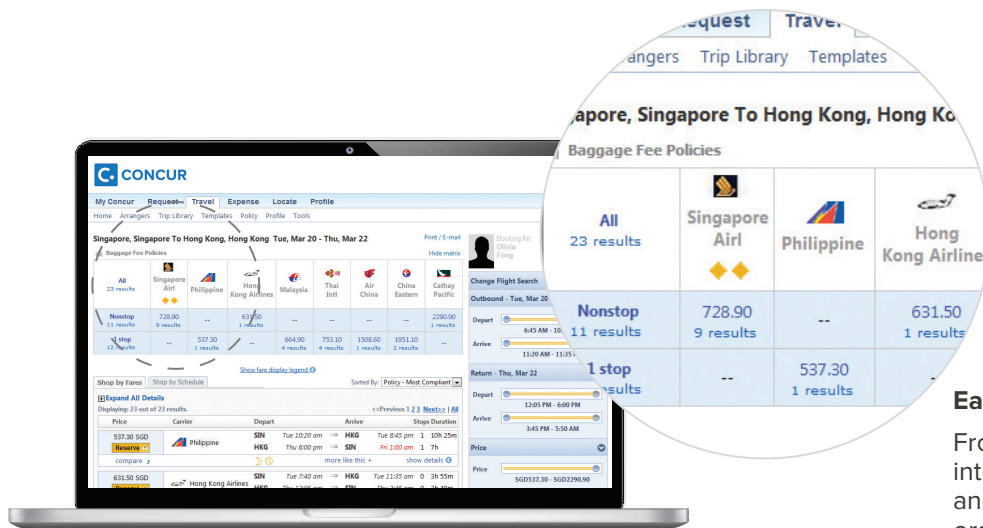 CONCUR
My Concur Request Travel Expense Locate Profile
Home Arrangers Trip Library Templates Policy Profile Tools
Singapore, Singapore To Hong Kong, Hong Kong Tue, Mar 20 - Thu, Mar 22 Print / E-mail
Baggage Fee Policies Hide matrix
All
23 results
Singapore
Airl
Philippine
Hong
Kong Airlines
Malaysia
Thai
Intl
Air
China
China
Eastern
Cathay
Pacific
Nonstop 728.90 -- 631.50 2290.90
11 results 9 results 1 results 1 results
1 stop -- 537.30 664.90 753.10 1508.60 1951.10 --
12 results 1 results 4 results 4 results 1 results 2 results
Show fare display legend
Shop by Fares Shop by Schedule Sorted By: Policy - Most Compliant
Expand All Details
Displaying: 23 out of 23 results. <<Previous 1 2 3 Next>> | All
Price Carrier Depart Arrive Stops Duration
537.30 SGD Philippine SIN Tue 10:20 am HKG Tue 8:45 pm 1 10h 25m
Reserve HKG Thu 6:00 pm SIN Fri 1:00 am 1 7h
compare more like this + show details
631.50 SGD Hong Kong Airlines SIN Tue 7:40 am HKG Tue 11:35 am 0 3h 55m
Booking for:
Olivia
Fong
Change Flight Search
Outbound - Tue, Mar 20
Depart
6:45 AM - 10
Arrive
11:20 AM - 11:35
Return - Thu, Mar 22
Depart
12:05 PM - 6:00 PM
Arrive
3:45 PM - 5:50 AM
Price
Price
SGD537.30 - SGD2290.90
equest Travel
angers Trip Library Templates
apore, Singapore To Hong Kong, Hong Ko
Baggage Fee Policies
All
23 results
Singapore
Airl
Philippine
Hong
Kong Airline
Nonstop 728.90 -- 631.50
11 results 9 results 1 results
1 stop -- 537.30
sults 1 results
Ea
Fro
inte
an